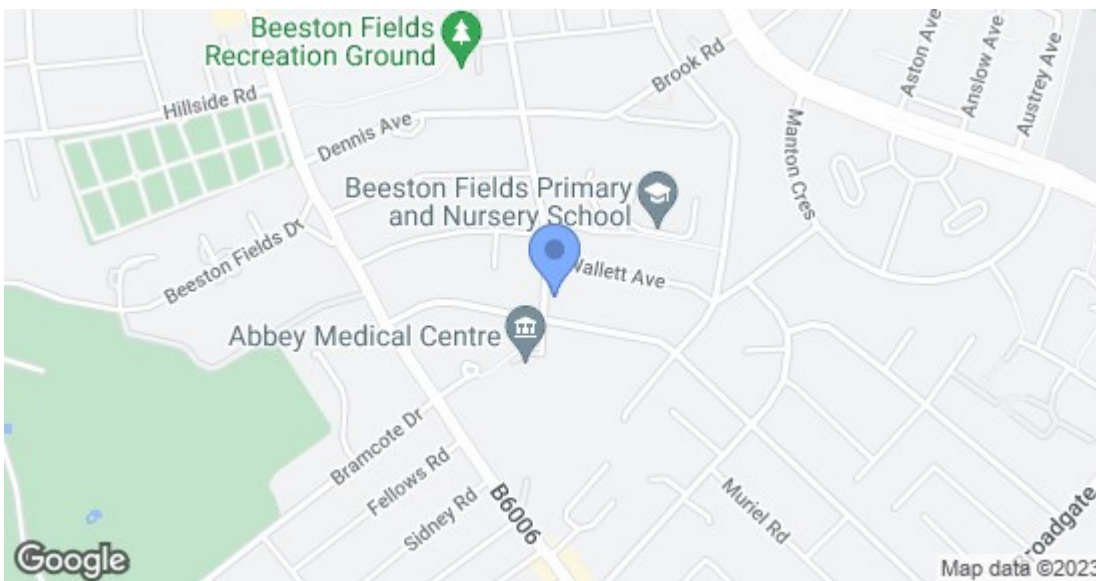 Beeston Fields
Recreation Ground
Brook Rd
Aston Ave
Anslow Ave
Austrey Ave
Hillside Rd
Dennis Ave
Manton Cres
Beeston Fields Primary
and Nursery School
Beeston Fields Dr
Wallett Ave
Abbey Medical Centre
Bramcote Dr
Fellows Rd
Sidney Rd
B6006
Muriel Rd
Broadgate
Google
Map data ©2023